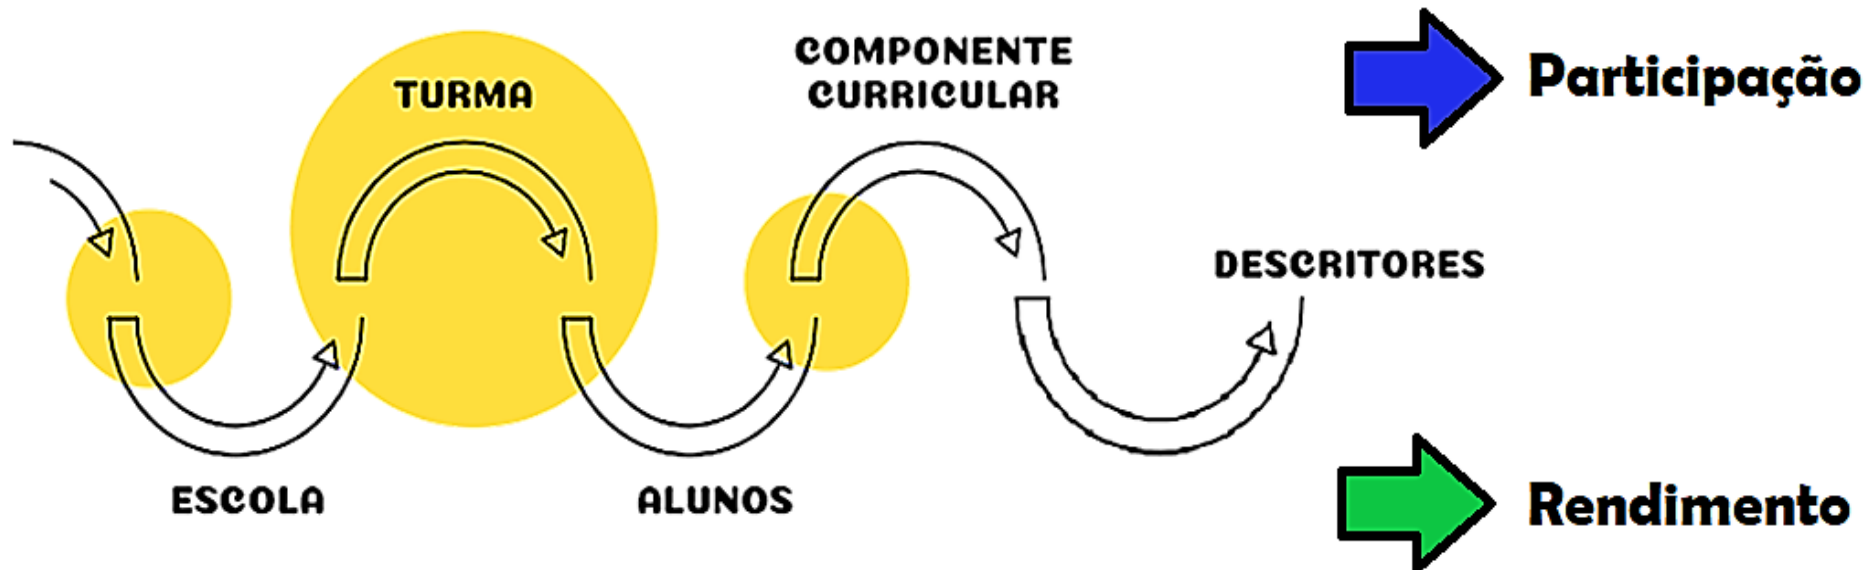 COMPONENTE
CURRICULAR
TURMA
Participação
DESCRITORES
ESCOLA
ALUNOS
Rendimento